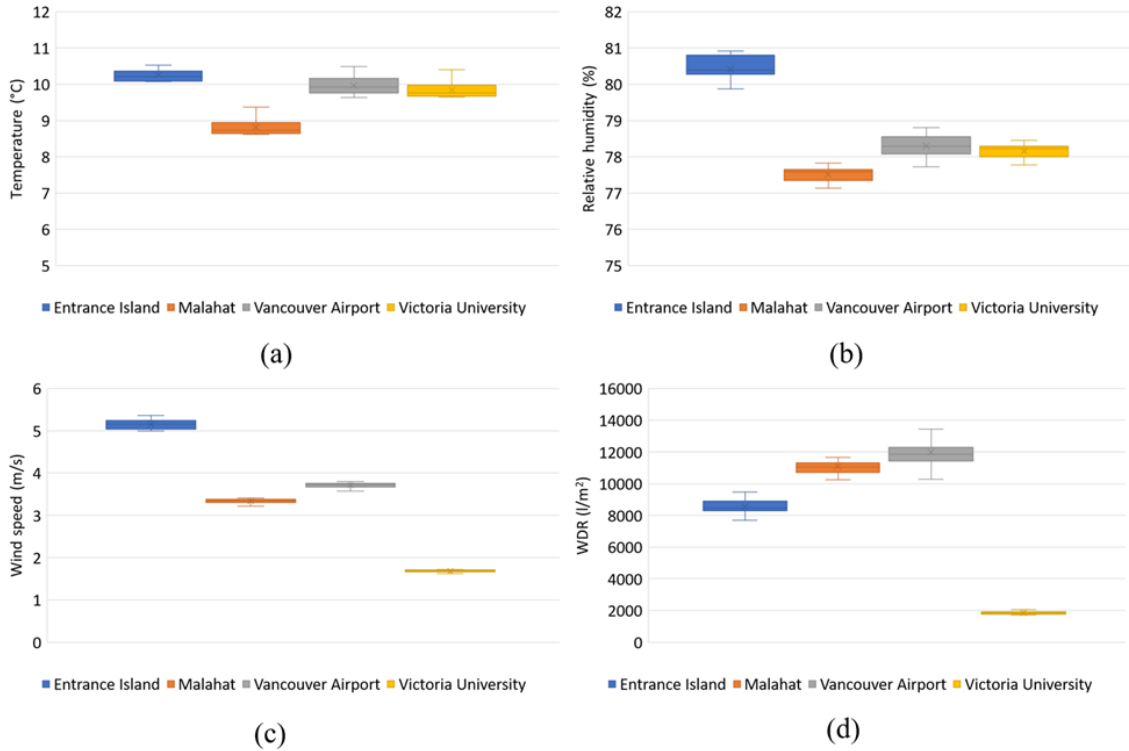 Temperature (°C)
12
11
10
9
8
7
6
5
Entrance Island Malahat Vancouver Airport Victoria University
(a)
Relative humidity (%)
82
81
80
79
78
77
76
75
Entrance Island Malahat Vancouver Airport Victoria University
(b)
Wind speed (m/s)
6
5
4
3
2
1
0
Entrance Island Malahat Vancouver Airport Victoria University
(c)
WDR (l/m²)
16000
14000
12000
10000
8000
6000
4000
2000
0
Entrance Island Malahat Vancouver Airport Victoria University
(d)